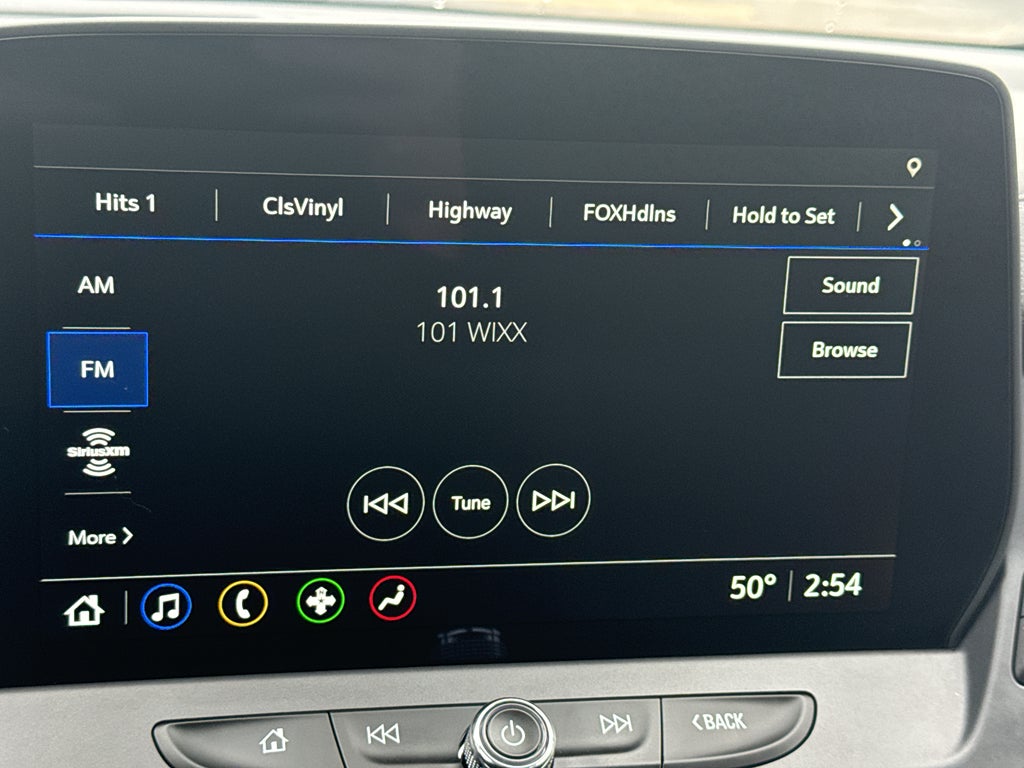 Hits 1 ClsVinyl Highway FOXHdlns Hold to Set
AM
101.1
Sound
101 WIXX
Browse
FM
SiriusXM
Tune
More
50° 2:54
BACK